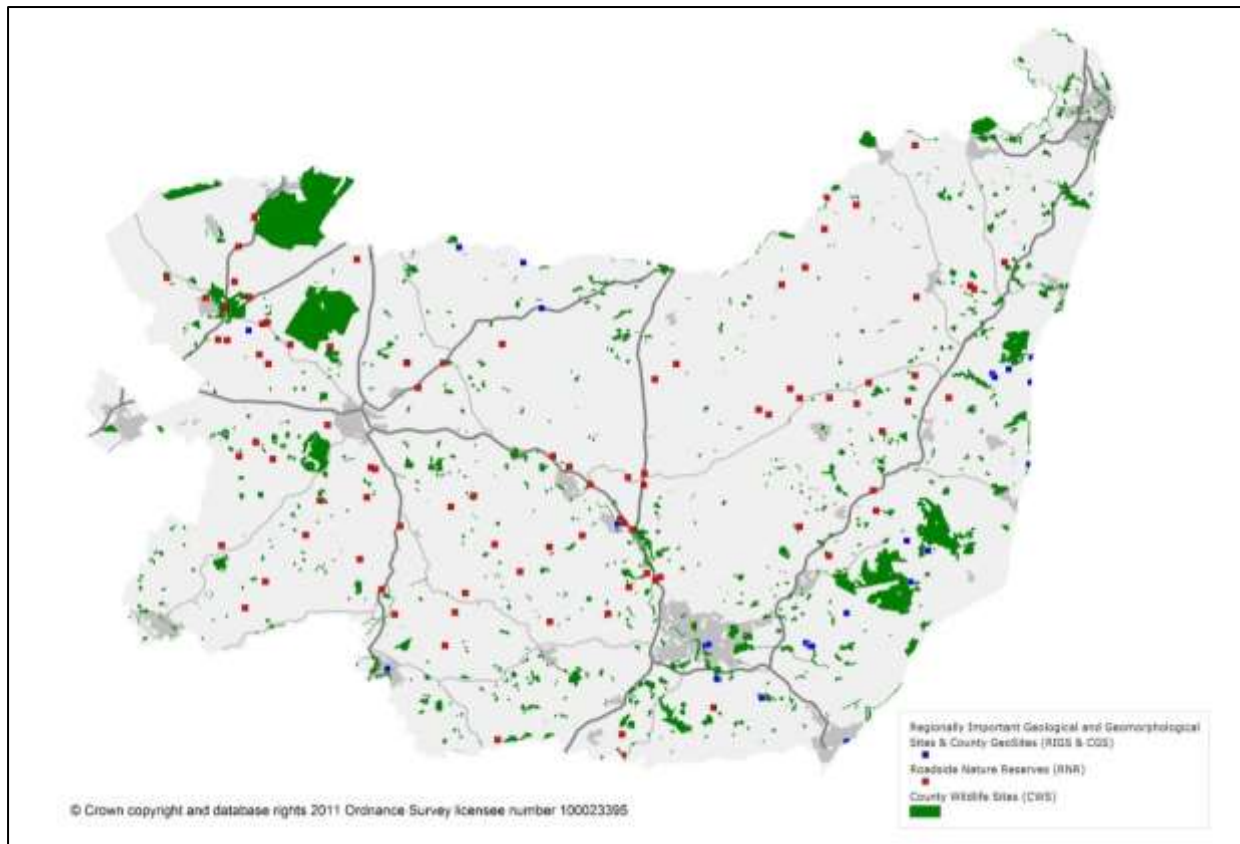 Regionally Important Geological and Geomorphological
Sites & County GeoSites (RIGS & CGS)
Roadside Nature Reserves (RNR)
County Wildlife Sites (CWS)
© Crown copyright and database rights 2011 Ordnance Survey licensee number 100023395